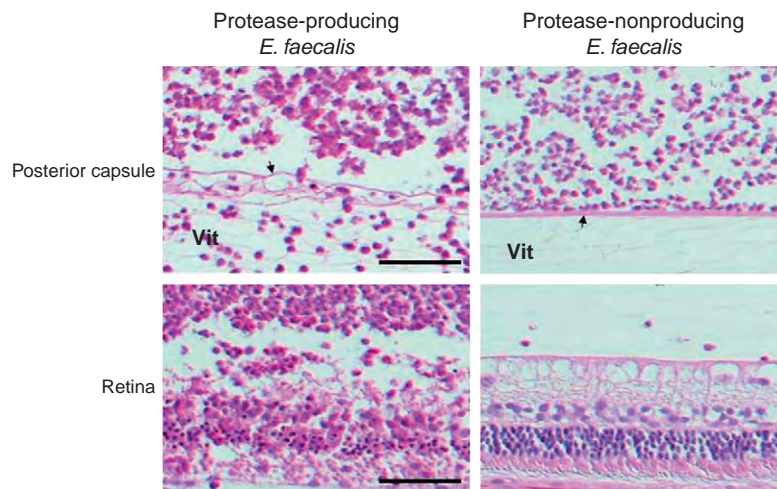 Protease-producing
E. faecalis
Protease-nonproducing
E. faecalis
Posterior capsule
Vit
Vit
Retina